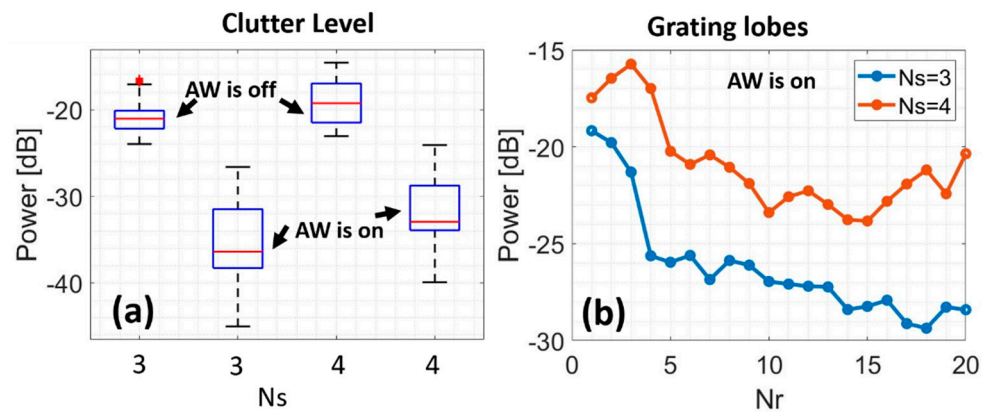 Clutter Level
Power [dB]
-20
-30
-40
AW is off
AW is on
(a)
3 3 4 4
Ns
Grating lobes
Power [dB]
-15
-20
-25
-30
AW is on
Ns=3
Ns=4
(b)
0 5 10 15 20
Nr